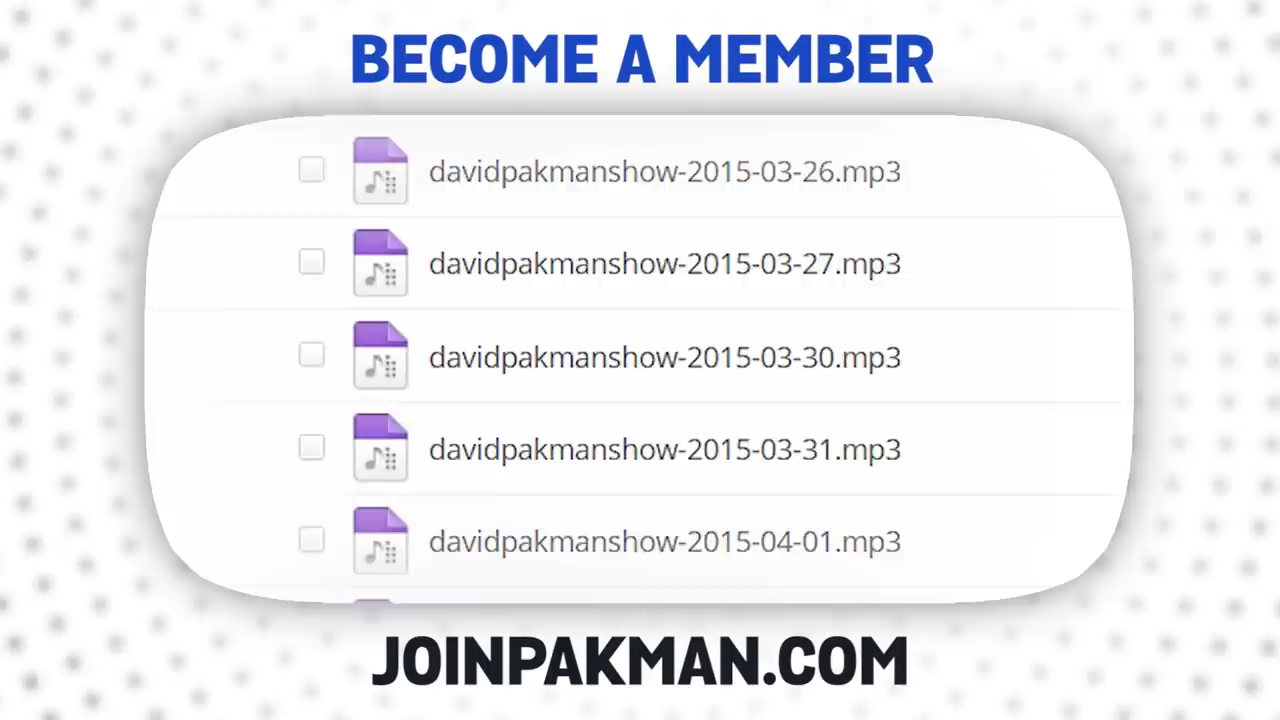 BECOME A MEMBER
davidpakmanshow-2015-03-26.mp3
davidpakmanshow-2015-03-27.mp3
davidpakmanshow-2015-03-30.mp3
davidpakmanshow-2015-03-31.mp3
davidpakmanshow-2015-04-01.mp3
JOINPAKMAN.COM